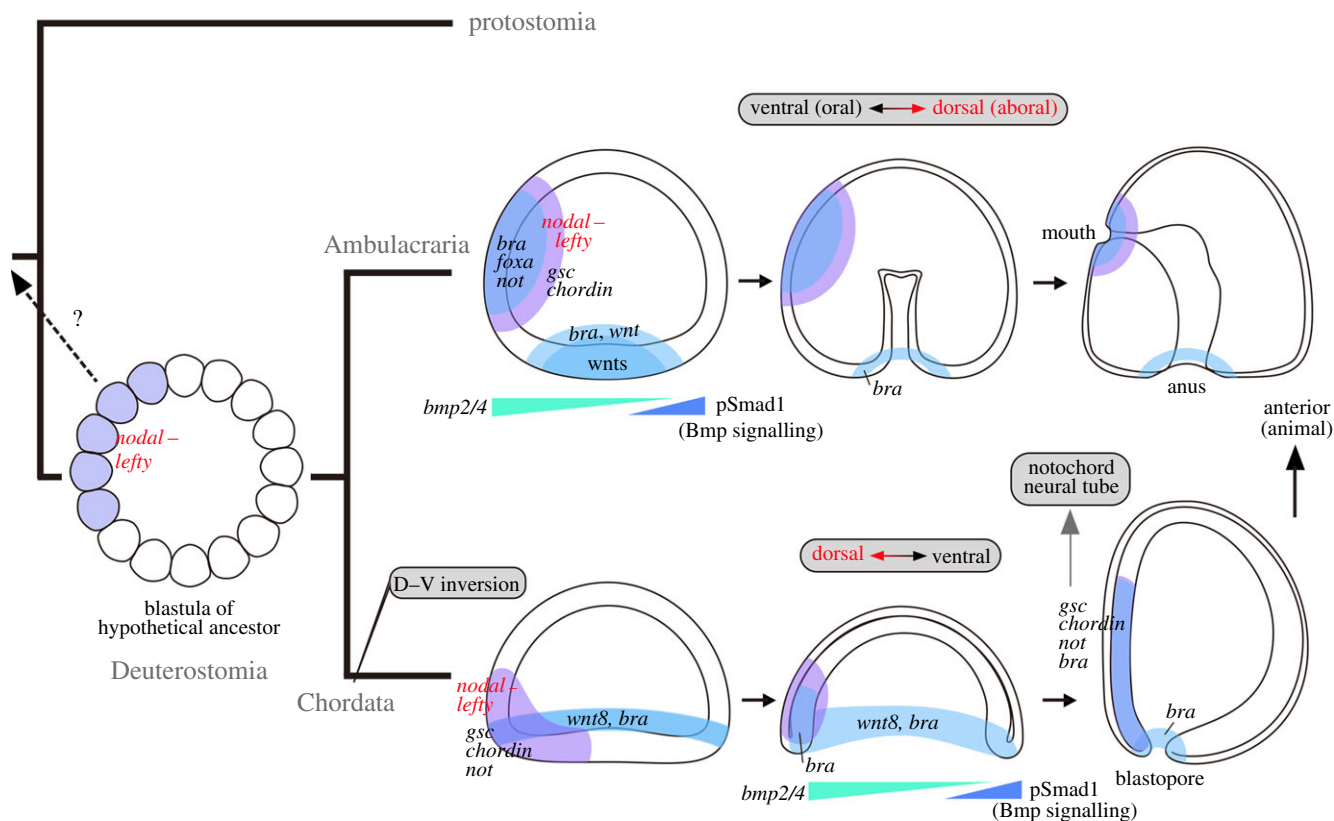 protostomia
ventral (oral)
dorsal (aboral)
Ambulacraria
bra
foxa
not
nodal –
lefty
gsc
chordin
bra, wnt
wnts
bmp2/4
pSmad1
(Bmp signalling)
bra
mouth
anus
anterior
(animal)
?
nodal –
lefty
blastula of
hypothetical ancestor
Deuterostomia
D–V inversion
Chordata
nodal –
lefty
gsc
chordin
not
wnt8, bra
dorsal
ventral
wnt8, bra
bra
bmp2/4
pSmad1
(Bmp signalling)
notochord
neural tube
gsc
chordin
not
bra
bra
blastopore